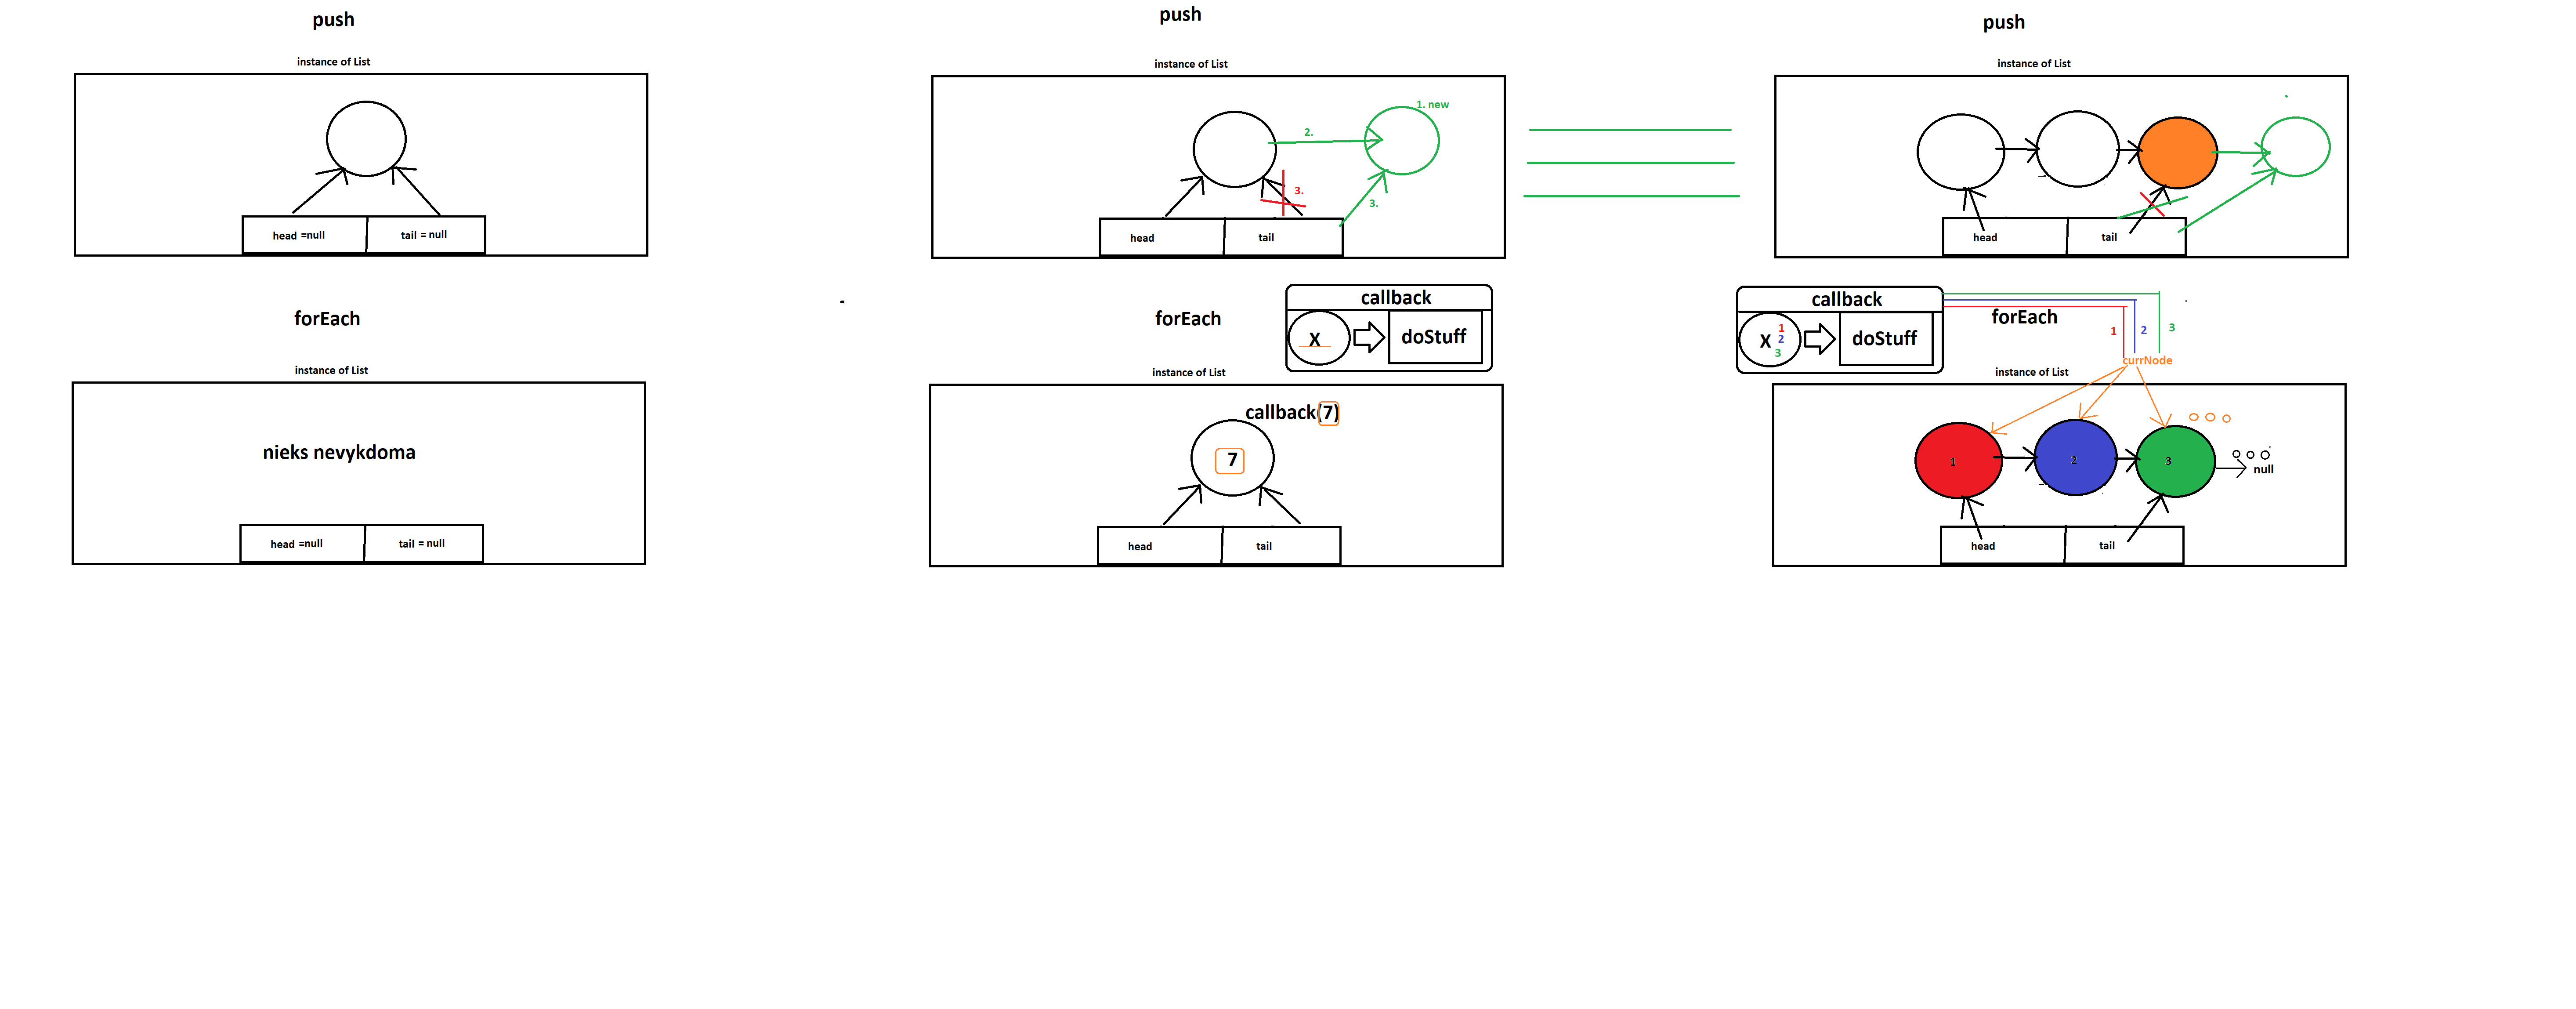 push
instance of List
head =null
tail = null
push
instance of List
1. new
2.
3.
3.
head
tail
push
instance of List
head
tail
forEach
instance of List
nieks nevykdoma
head =null
tail = null
forEach
callback
X
doStuff
instance of List
callback(7)
7
head
tail
callback
X
1
2
3
doStuff
forEach
1
2
3
currNode
instance of List
1
2
3
null
head
tail